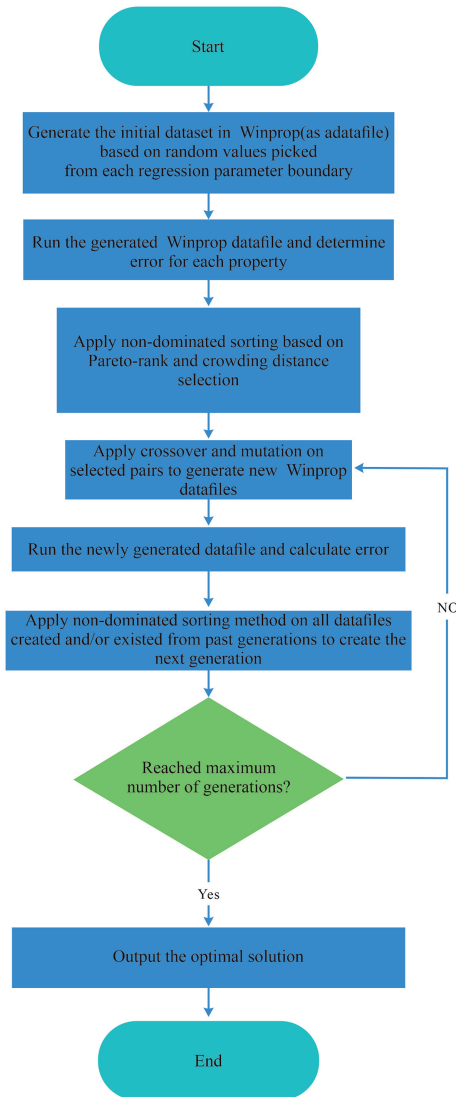 Start
Generate the initial dataset in Winprop(as adatafile)
based on random values picked
from each regression parameter boundary
Run the generated Winprop datafile and determine
error for each property
Apply non-dominated sorting based on
Pareto-rank and crowding distance
selection
Apply crossover and mutation on
selected pairs to generate new Winprop
datafiles
Run the newly generated datafile and calculate error
NO
Apply non-dominated sorting method on all datafiles
created and/or existed from past generations to create the
next generation
Reached maximum
number of generations?
Yes
Output the optimal solution
End